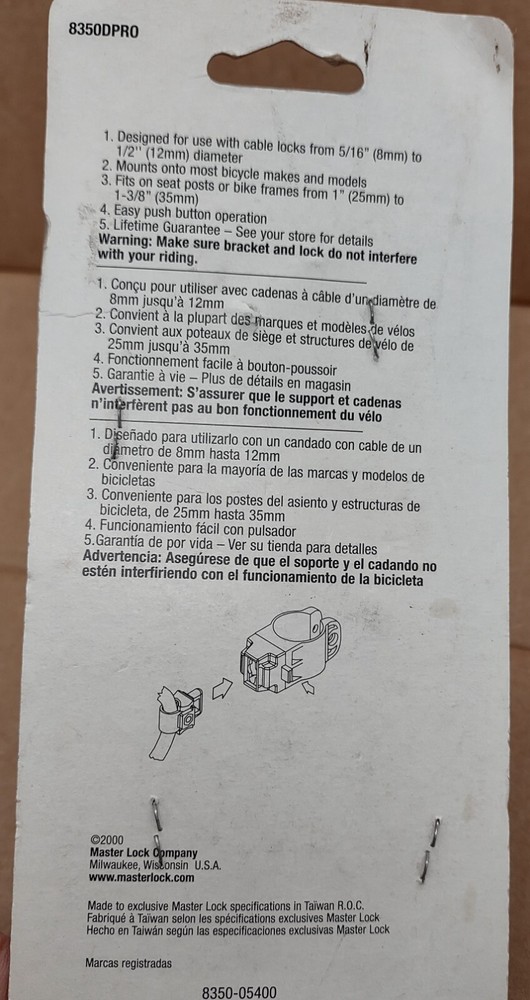 8350DPRO
1. Designed for use with cable locks from 5/16" (8mm) to
1/2" (12mm) diameter
2. Mounts onto most bicycle makes and models
3. Fits on seat posts or bike frames from 1" (25mm) to
1-3/8" (35mm)
4. Easy push button operation
5. Lifetime Guarantee – See your store for details
Warning: Make sure bracket and lock do not interfere
with your riding.
1. Conçu pour utiliser avec cadenas à câble d'un diamètre de
8mm jusqu'à 12mm
2. Convient à la plupart des marques et modèles de vélos
3. Convient aux poteaux de siège et structures de vélo de
25mm jusqu'à 35mm
4. Fonctionnement facile à bouton-poussoir
5. Garantie à vie – Plus de détails en magasin
Avertissement: S'assurer que le support et cadenas
n'interfèrent pas au bon fonctionnement du vélo
1. Diseñado para utilizarlo con un candado con cable de un
diámetro de 8mm hasta 12mm
2. Conveniente para la mayoría de las marcas y modelos de
bicicletas
3. Conveniente para los postes del asiento y estructuras de
bicicleta, de 25mm hasta 35mm
4. Funcionamiento fácil con pulsador
5.Garantía de por vida – Ver su tienda para detalles
Advertencia: Asegúrese de que el soporte y el cadando no
estén interfiriendo con el funcionamiento de la bicicleta
©2000
Master Lock Company
Milwaukee, Wisconsin U.S.A.
www.masterlock.com
Made to exclusive Master Lock specifications in Taiwan R.O.C.
Fabriqué à Taïwan selon les spécifications exclusives Master Lock
Hecho en Taiwán según las especificaciones exclusivas Master Lock
Marcas registradas
8350-05400